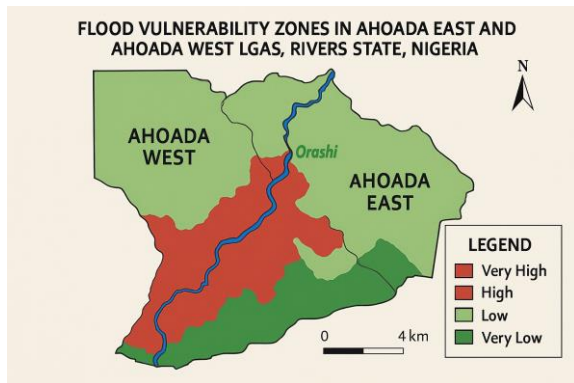 FLOOD VULNERABILITY ZONES IN AHOADA EAST AND
AHOADA WEST LGAS, RIVERS STATE, NIGERIA
N
AHOADA
WEST
Orashi
AHOADA
EAST
LEGEND
Very High
High
Low
Very Low
0 4 km